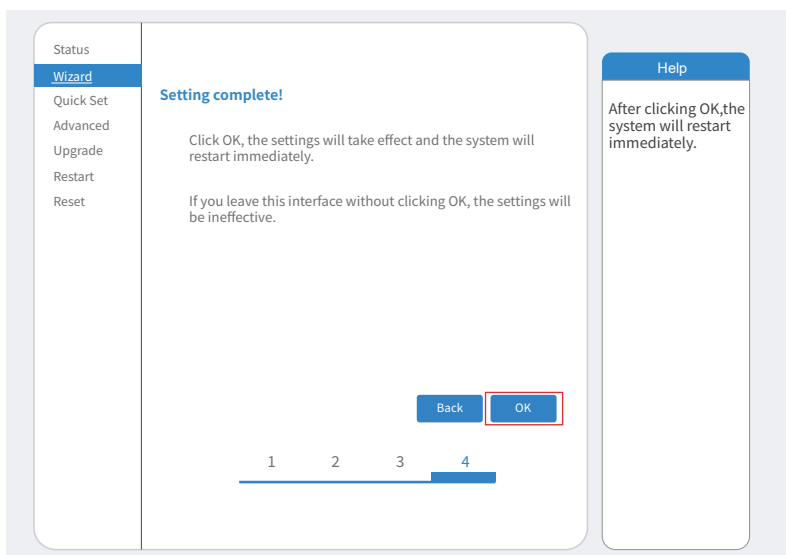 Status
Wizard
Quick Set
Advanced
Upgrade
Restart
Reset
Setting complete!
Click OK, the settings will take effect and the system will
restart immediately.
If you leave this interface without clicking OK, the settings will
be ineffective.
Back
OK
1
2
3
4
Help
After clicking OK,the
system will restart
immediately.